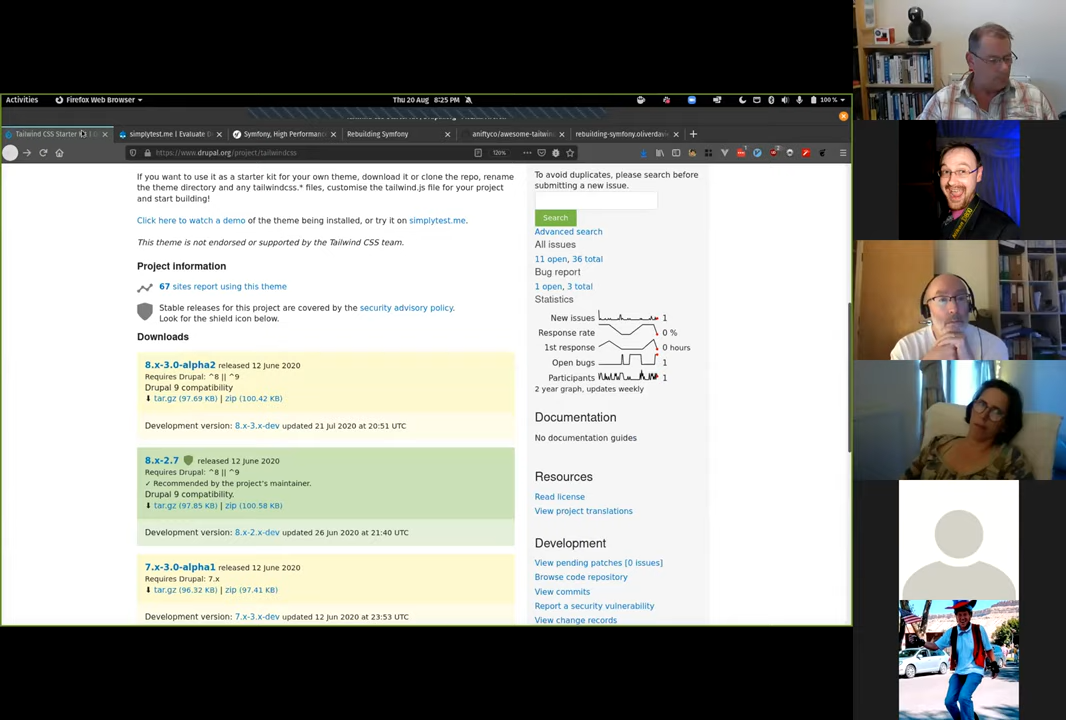 Activities
Firefox Web Browser
Thu 20 Aug 8:25 PM
100 %
Tailwind CSS Starter
simplytest.me | Evaluate D
Symfony, High Performance
Rebuilding Symfony
aniftyco/awesome-tailwin
rebuilding-symfony.oliverdavie
https://www.drupal.org/project/tailwindcss
120%
If you want to use it as a starter kit for your own theme, download it or clone the repo, rename
the theme directory and any tailwindcss.* files, customise the tailwind.js file for your project
and start building!
Click here to watch a demo of the theme being installed, or try it on simplytest.me.
This theme is not endorsed or supported by the Tailwind CSS team.
Project information
67 sites report using this theme
Stable releases for this project are covered by the security advisory policy.
Look for the shield icon below.
Downloads
8.x-3.0-alpha2 released 12 June 2020
Requires Drupal: ^8 || ^9
Drupal 9 compatibility
tar.gz (97.69 KB) | zip (100.42 KB)
Development version: 8.x-3.x-dev updated 21 Jul 2020 at 20:51 UTC
8.x-2.7 released 12 June 2020
Requires Drupal: ^8 || ^9
✓ Recommended by the project's maintainer.
Drupal 9 compatibility.
tar.gz (97.85 KB) | zip (100.58 KB)
Development version: 8.x-2.x-dev updated 26 Jun 2020 at 21:40 UTC
7.x-3.0-alpha1 released 12 June 2020
Requires Drupal: 7.x
tar.gz (96.32 KB) | zip (97.41 KB)
Development version: 7.x-3.x-dev updated 12 Jun 2020 at 23:53 UTC
To avoid duplicates, please search before
submitting a new issue.
Search
Advanced search
All issues
11 open, 36 total
Bug report
1 open, 3 total
Statistics
New issues 1
Response rate 0 %
1st response 0 hours
Open bugs 1
Participants 1
2 year graph, updates weekly
Documentation
No documentation guides
Resources
Read license
View project translations
Development
View pending patches [0 issues]
Browse code repository
View commits
Report a security vulnerability
View change records